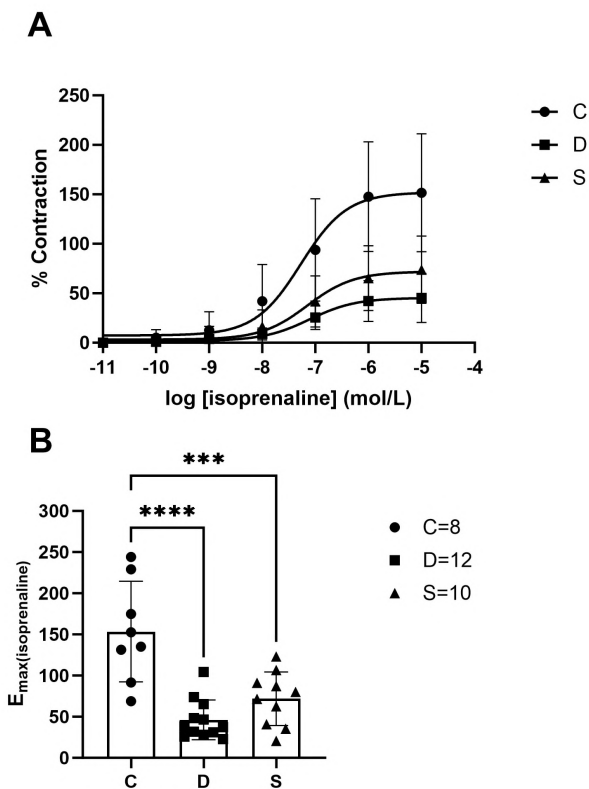 A
250
200
150
100
50
0
% Contraction
-11 -10 -9 -8 -7 -6 -5 -4
log [isoprenaline] (mol/L)
C
D
S
B
***
****
300
250
200
150
100
50
0
Emax(isoprenaline)
C D S
C=8
D=12
S=10